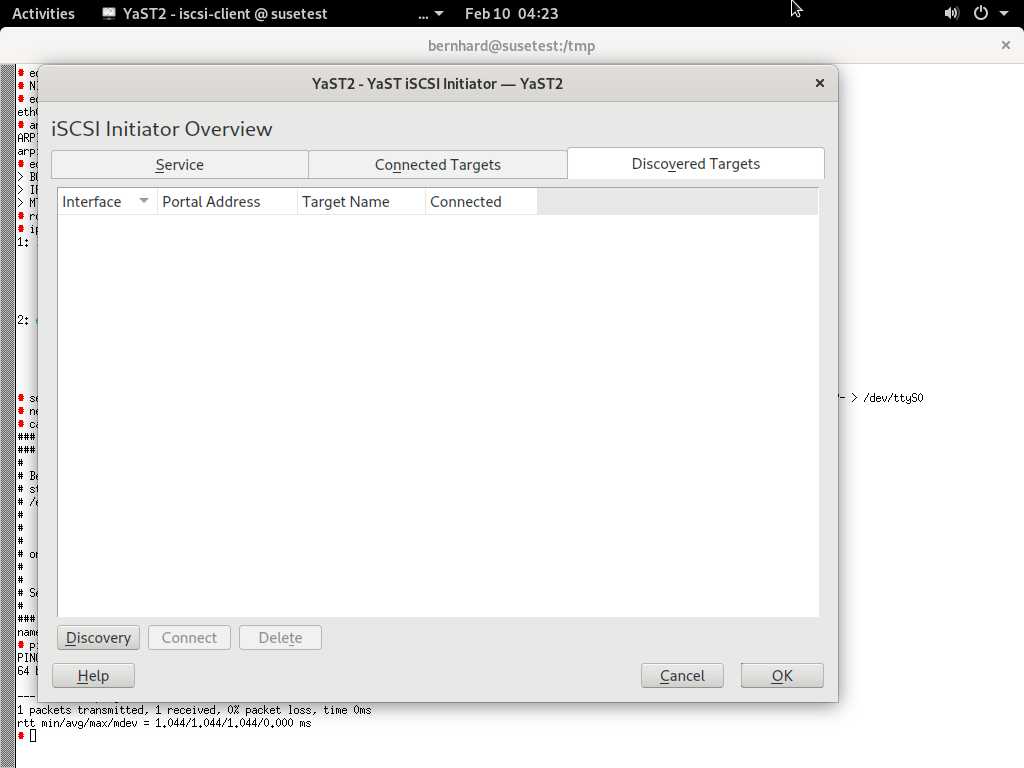 Activities YaST2 - iscsi-client @ susetest ... Feb 10 04:23
bernhard@susetest:/tmp
YaST2 - YaST iSCSI Initiator — YaST2
iSCSI Initiator Overview
Service Connected Targets Discovered Targets
Interface Portal Address Target Name Connected
1:
2:
> /dev/ttyS0
###
###
#
#
#
#
#
#
#
#
#
#
#
#
###
Discovery Connect Delete
Help Cancel OK
64
---
1 packets transmitted, 1 received, 0% packet loss, time 0ms
rtt min/avg/max/mdev = 1.044/1.044/1.044/0.000 ms